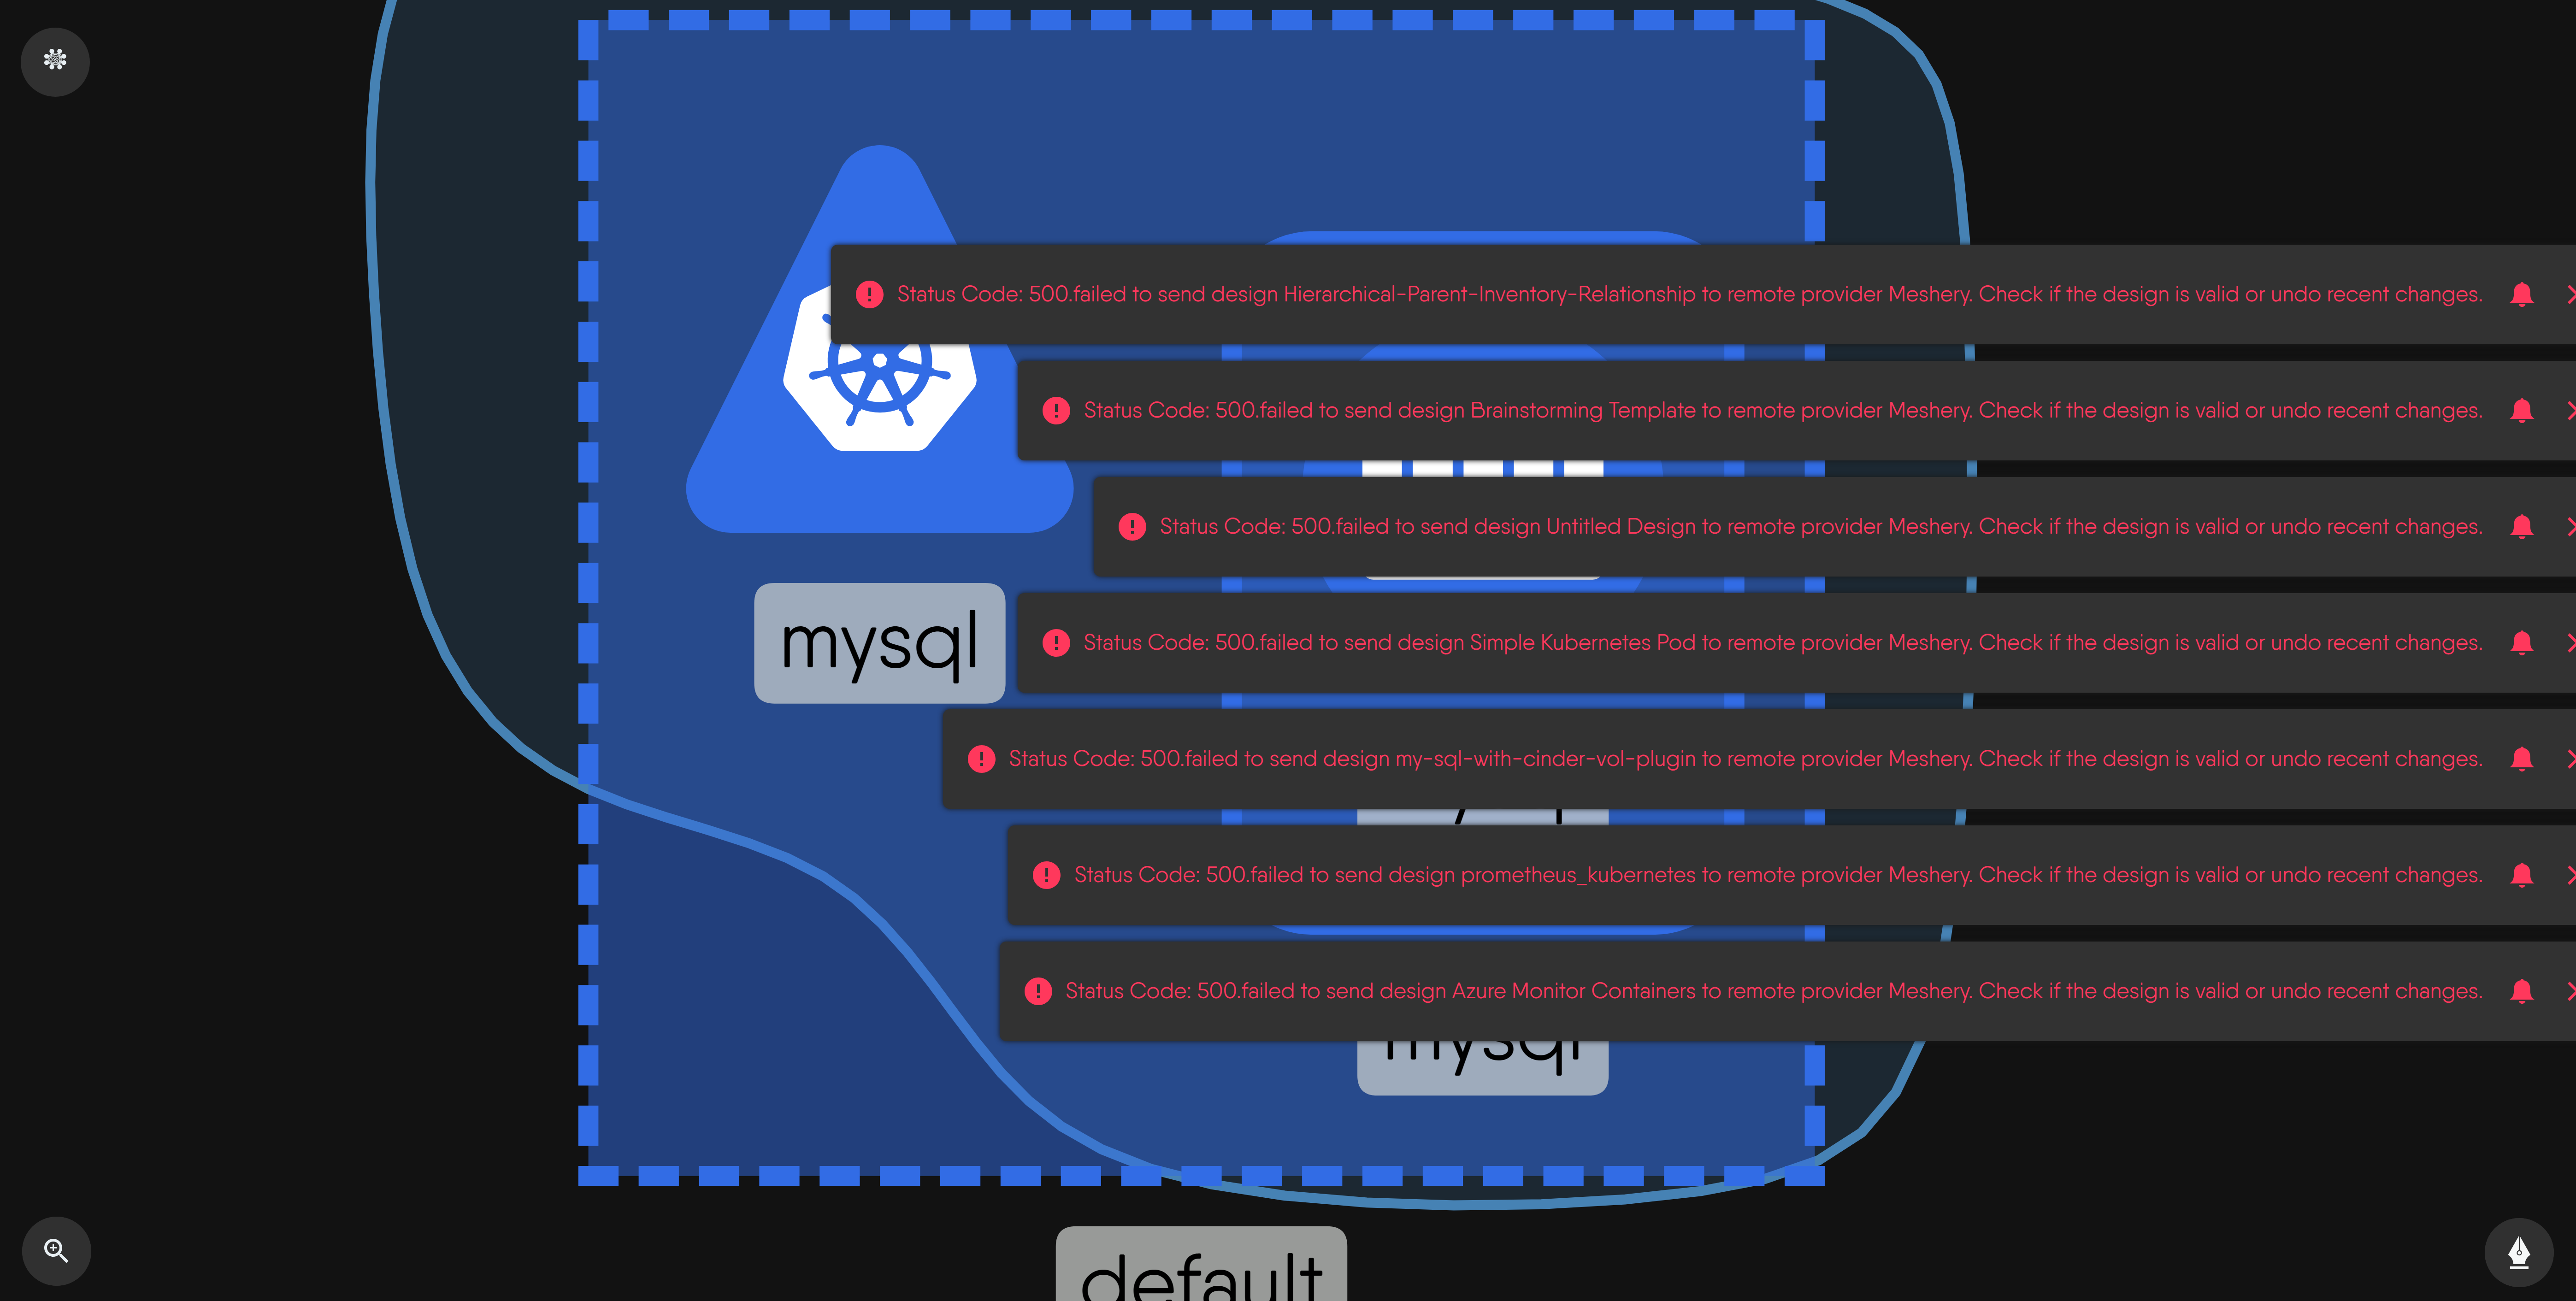 Status Code: 500.failed to send design Hierarchical-Parent-Inventory-Relationship to remote provider Meshery. Check if the design is valid or undo recent changes.
Status Code: 500.failed to send design Brainstorming Template to remote provider Meshery. Check if the design is valid or undo recent changes.
Status Code: 500.failed to send design Untitled Design to remote provider Meshery. Check if the design is valid or undo recent changes.
mysql
Status Code: 500.failed to send design Simple Kubernetes Pod to remote provider Meshery. Check if the design is valid or undo recent changes.
Status Code: 500.failed to send design my-sql-with-cinder-vol-plugin to remote provider Meshery. Check if the design is valid or undo recent changes.
Status Code: 500.failed to send design prometheus_kubernetes to remote provider Meshery. Check if the design is valid or undo recent changes.
Status Code: 500.failed to send design Azure Monitor Containers to remote provider Meshery. Check if the design is valid or undo recent changes.
mysql
default